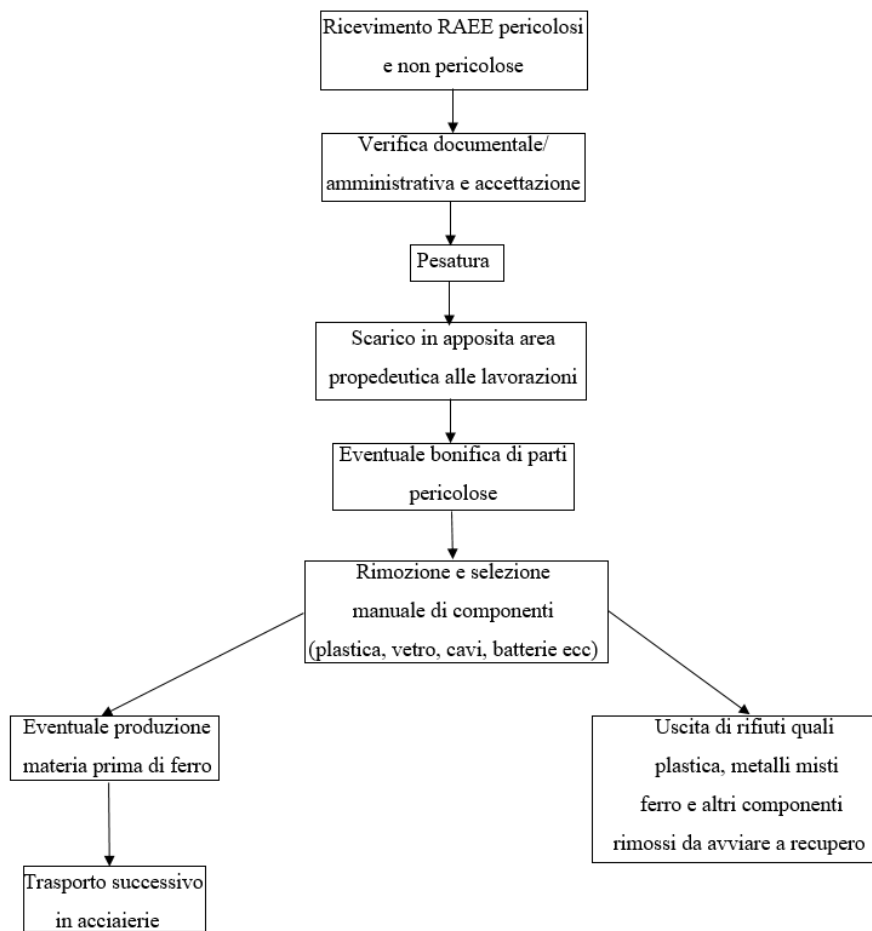 Ricevimento RAEE pericolosi
e non pericolose
Verifica documentale/
amministrativa e accettazione
Pesatura
Scarico in apposita area
propedeutica alle lavorazioni
Eventuale bonifica di parti
pericolose
Rimozione e selezione
manuale di componenti
(plastica, vetro, cavi, batterie ecc)
Eventuale produzione
materia prima di ferro
Trasporto successivo
in acciaierie
Uscita di rifiuti quali
plastica, metalli misti
ferro e altri componenti
rimossi da avviare a recupero